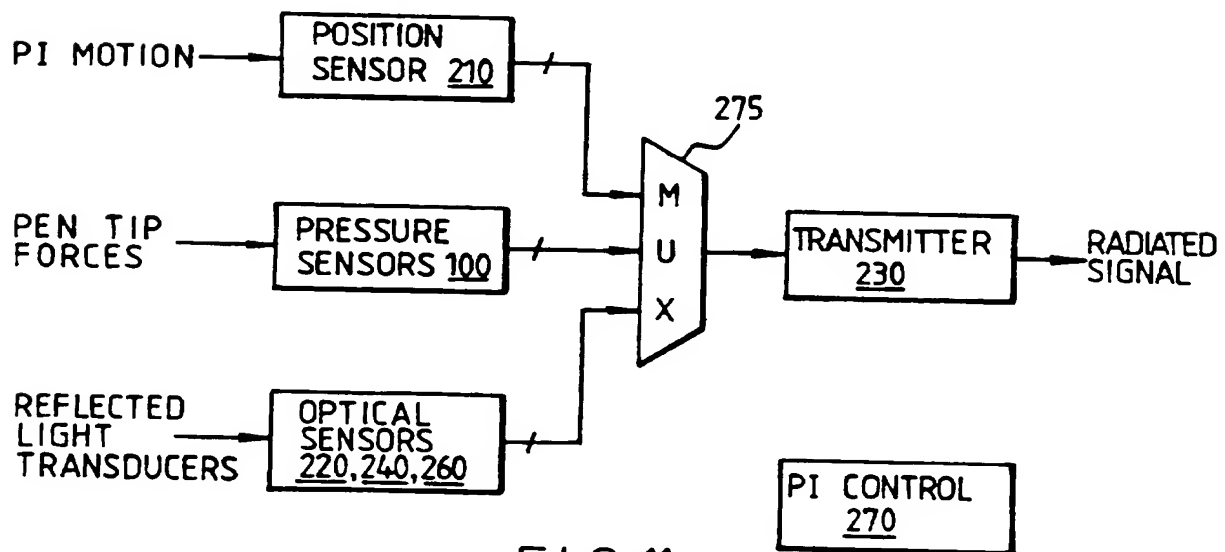 PI MOTION
POSITION
SENSOR 210
275
PEN TIP
FORCES
PRESSURE
SENSORS 100
M
U
X
TRANSMITTER
230
RADIATED
SIGNAL
REFLECTED
LIGHT
TRANSDUCERS
OPTICAL
SENSORS
220, 240, 260
PI CONTROL
270